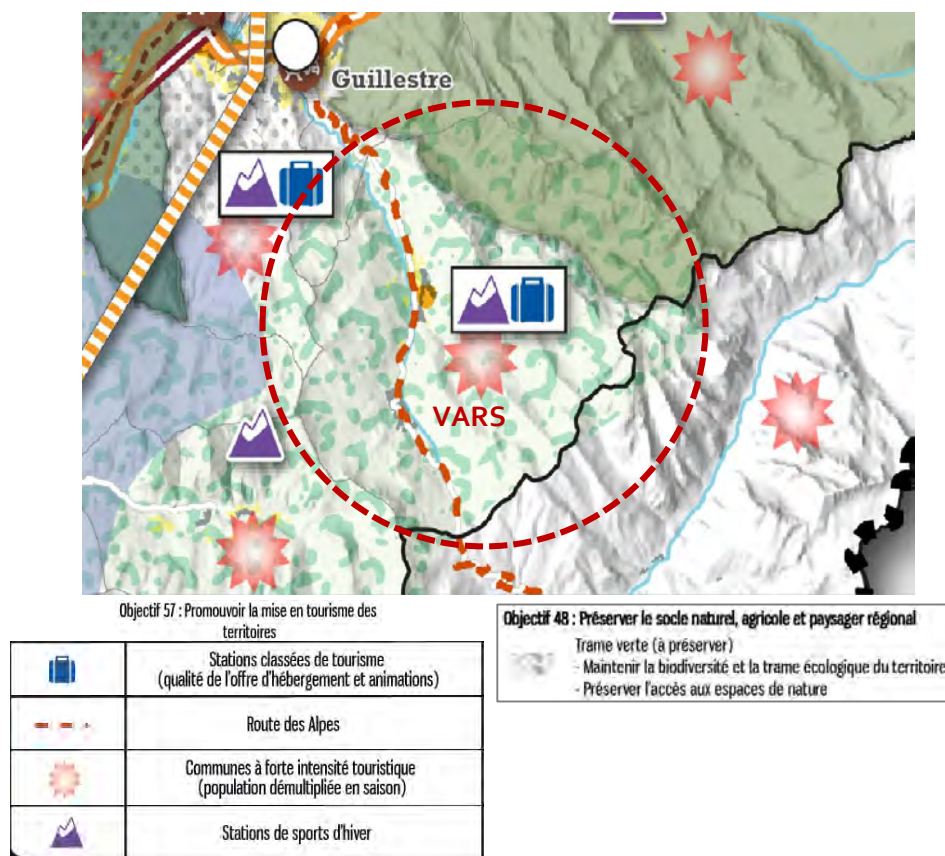 Guillestre
VARS
Objectif 57 : Promouvoir la mise en tourisme des
territoires
Stations classées de tourisme
(qualité de l'offre d'hébergement et animations)
Route des Alpes
Communes à forte intensité touristique
(population démultipliée en saison)
Stations de sports d'hiver
Objectif 48 : Préserver le socle naturel, agricole et paysager régional
Trame verte (à préserver)
- Maintenir la biodiversité et la trame écologique du territoire
- Préserver l'accès aux espaces de nature